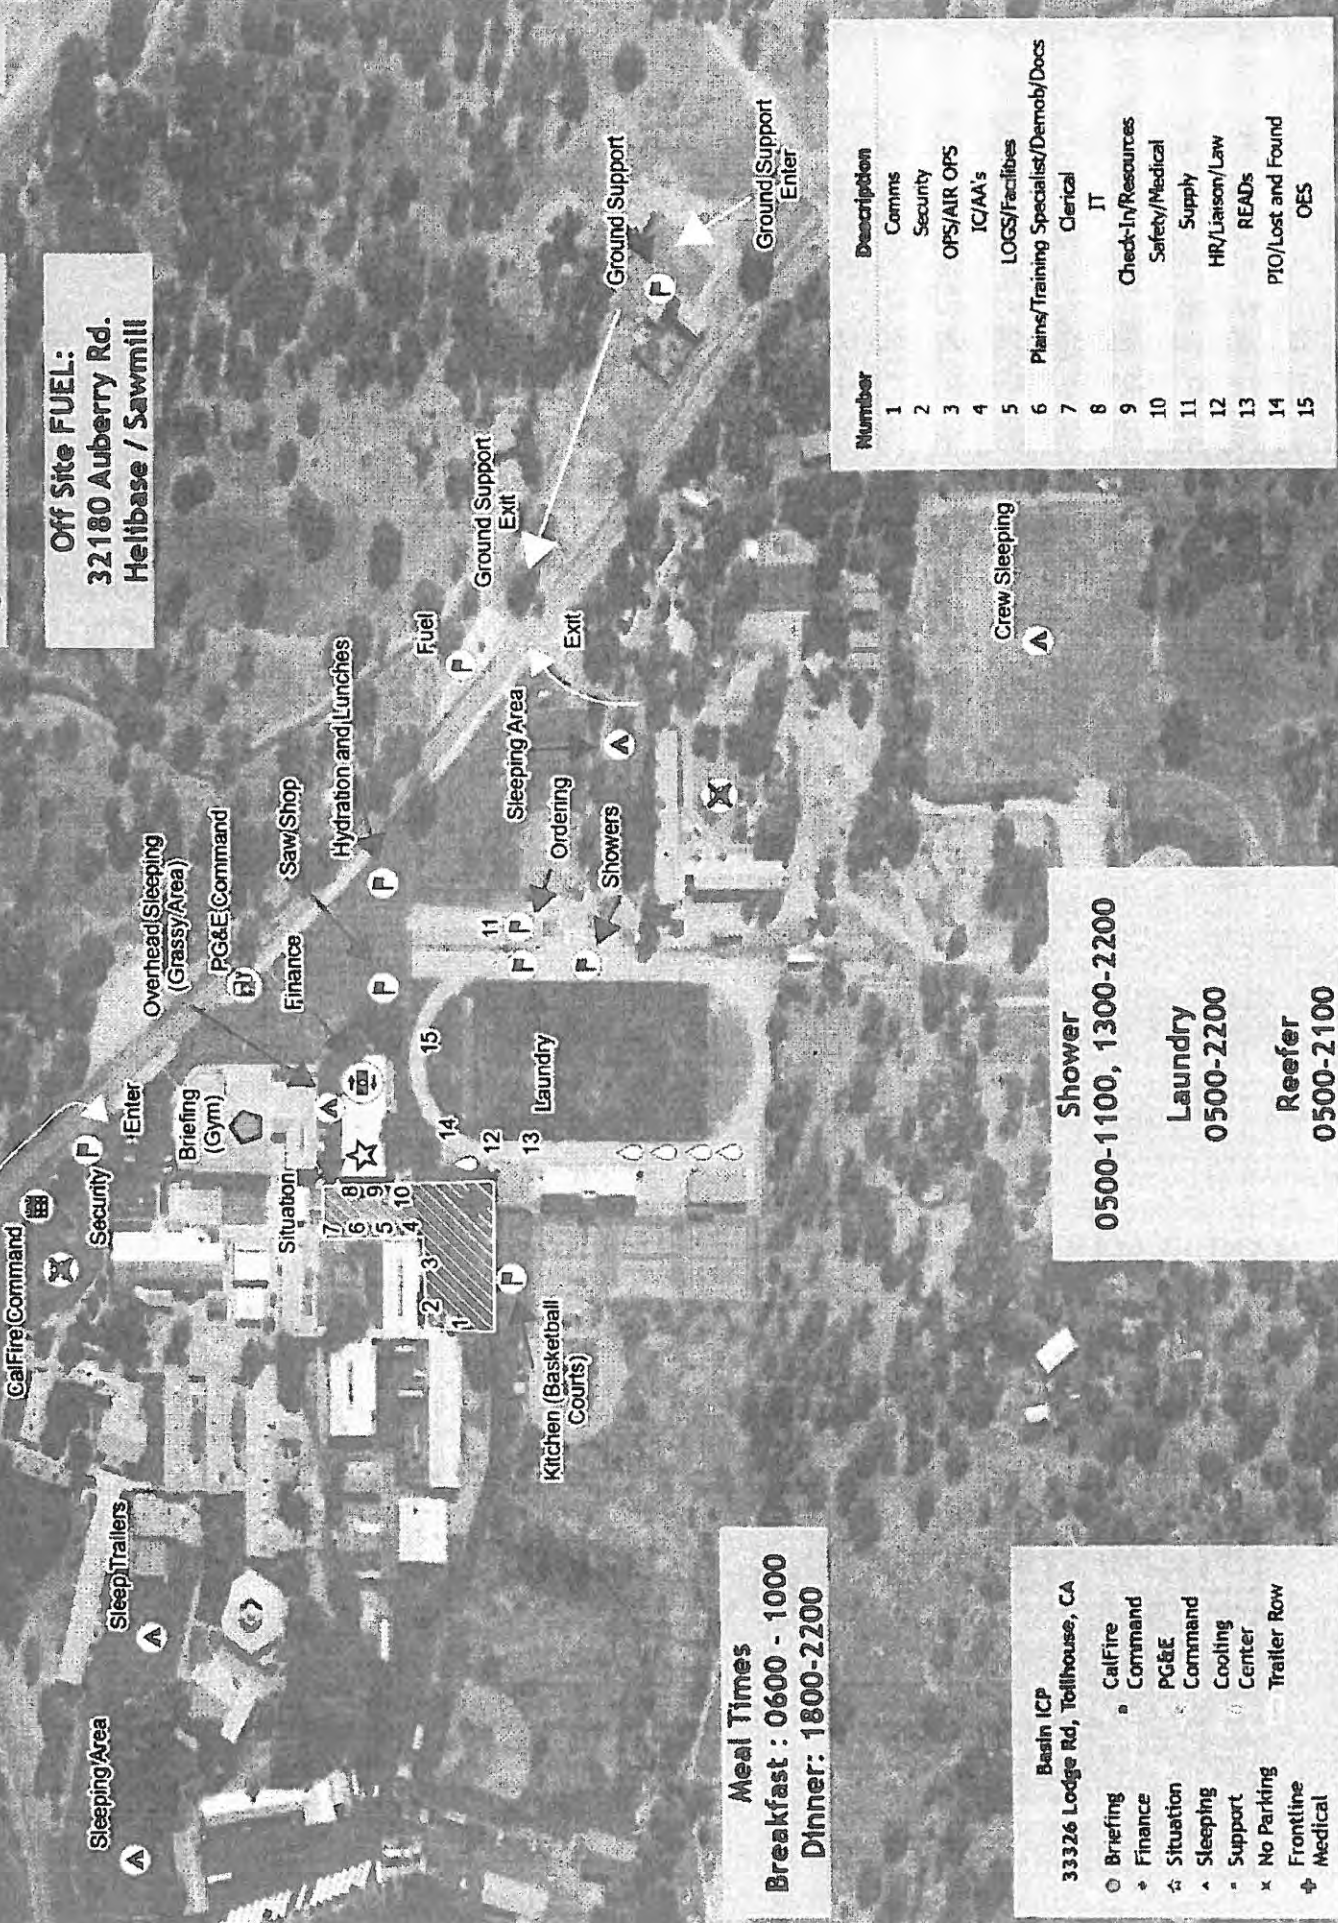 Off Site FUEL:
32180 Auberry Rd.
Helibase / Sawmill
Sleeping Area
Sleep Trailers
CalFire Command
Security
Enter
Briefing
(Gym)
Situation
Overhead Sleeping
(Grassy Area)
PG&E Command
Finance
Saw Shop
Hydration and Lunches
Fuel
Ground Support
Exit
Ground Support
Ground Support
Enter
Exit
Sleeping Area
Ordering
Showers
11
15
14
12
13
Laundry
7
6
5
4
8
9
10
3
2
1
Kitchen (Basketball
Courts)
Crew Sleeping
Meal Times
Breakfast : 0600 - 1000
Dinner: 1800-2200
Shower
0500-1100, 1300-2200
Laundry
0500-2200
Reefer
0500-2100
Basin ICP
33326 Lodge Rd, Tollhouse, CA
Briefing
Finance
Situation
Sleeping
Support
No Parking
Frontline
Medical
CalFire
Command
PG&E
Command
Cooling
Center
Trailer Row
Number Description
1 Comms
2 Security
3 OPS/AIR OPS
4 IC/AA's
5 LOGS/Facilities
6 Plains/Training Specialist/Demob/Docs
7 Clerical
8 IT
9 Check-In/Resources
10 Safety/Medical
11 Supply
12 HR/Liaison/Law
13 READs
14 PIO/Lost and Found
15 OES